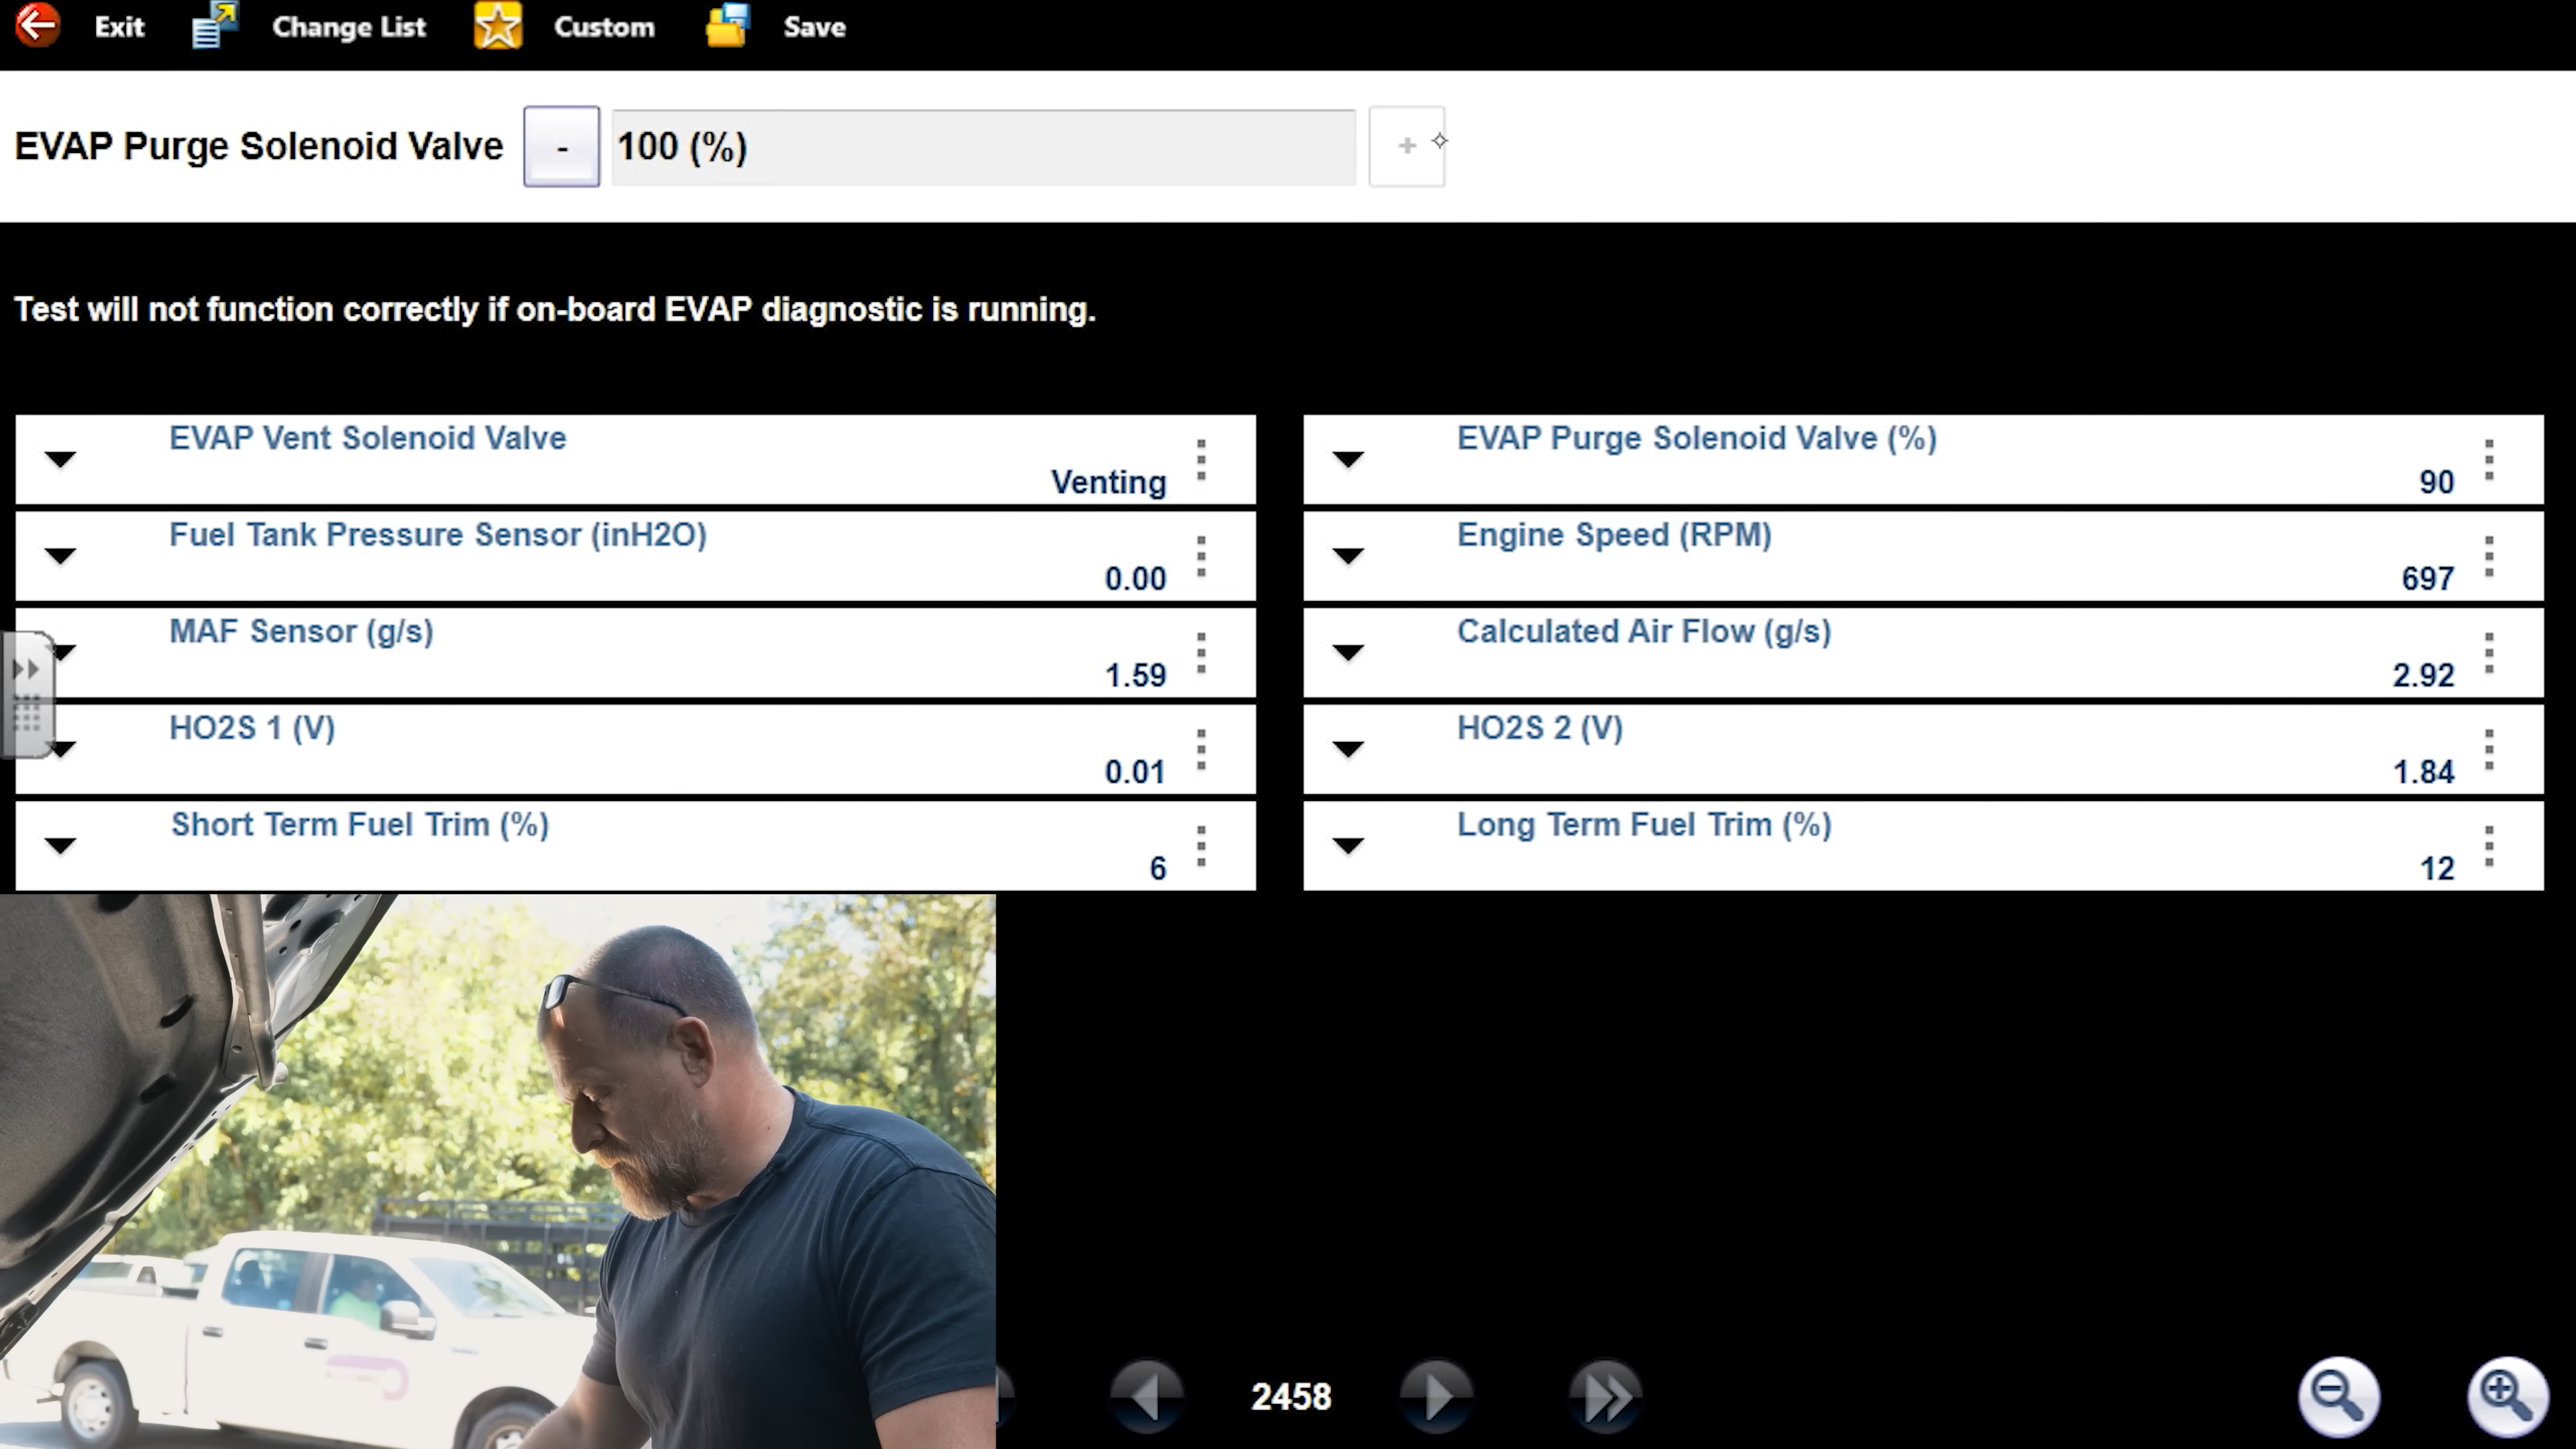 Exit Change List Custom Save
EVAP Purge Solenoid Valve - 100 (%) +
Test will not function correctly if on-board EVAP diagnostic is running.
EVAP Vent Solenoid Valve
Venting
EVAP Purge Solenoid Valve (%)
90
Fuel Tank Pressure Sensor (inH2O)
0.00
Engine Speed (RPM)
697
MAF Sensor (g/s)
1.59
Calculated Air Flow (g/s)
2.92
HO2S 1 (V)
0.01
HO2S 2 (V)
1.84
Short Term Fuel Trim (%)
6
Long Term Fuel Trim (%)
12
2458